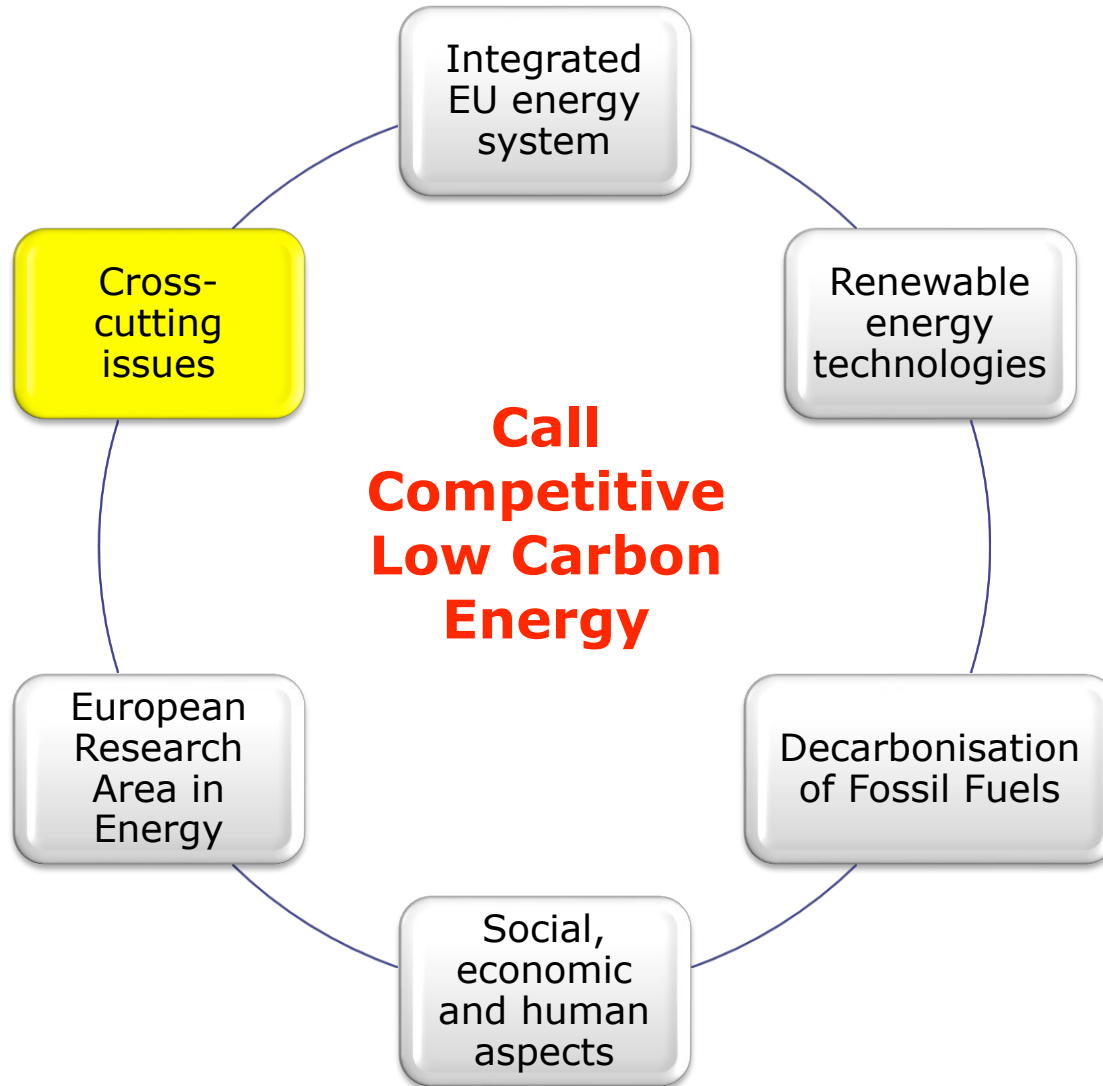 Integrated
EU energy
system
Renewable
energy
technologies
Decarbonisation
of Fossil Fuels
Social,
economic
and human
aspects
European
Research
Area in
Energy
Cross-
cutting
issues
Call
Competitive
Low Carbon
Energy